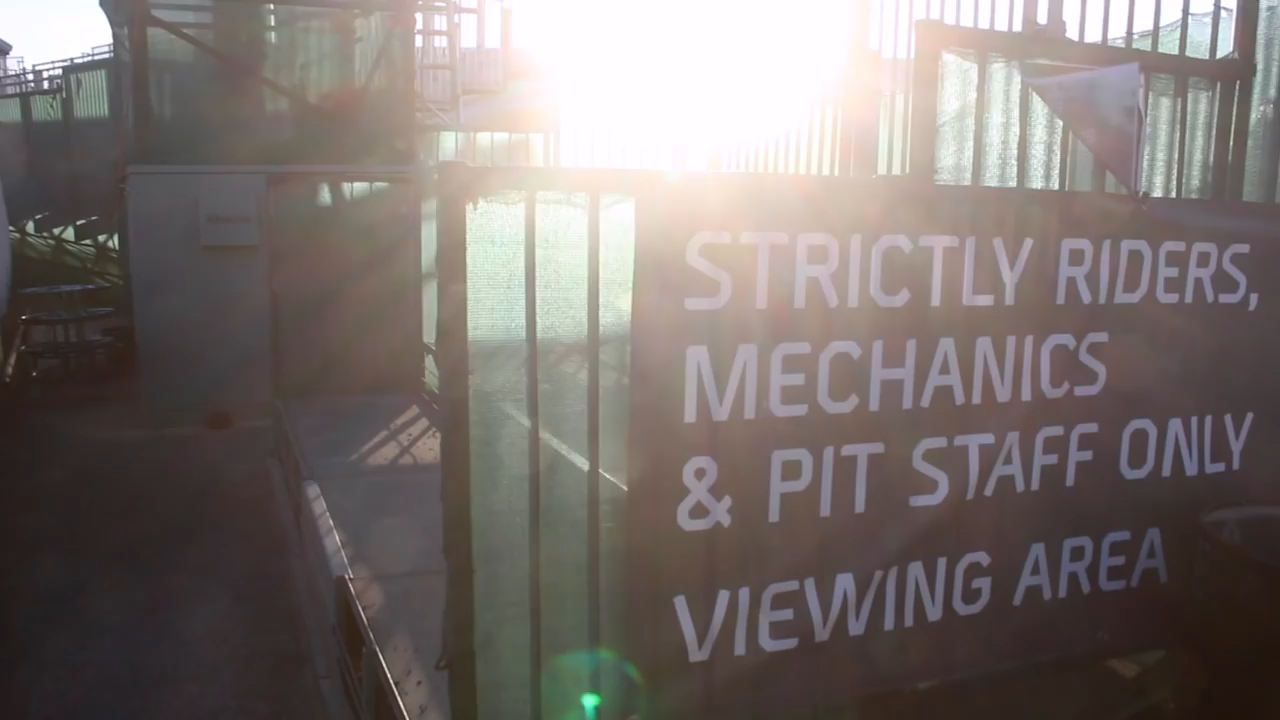 STRICTLY RIDERS,
MECHANICS
& PIT STAFF ONLY
VIEWING AREA